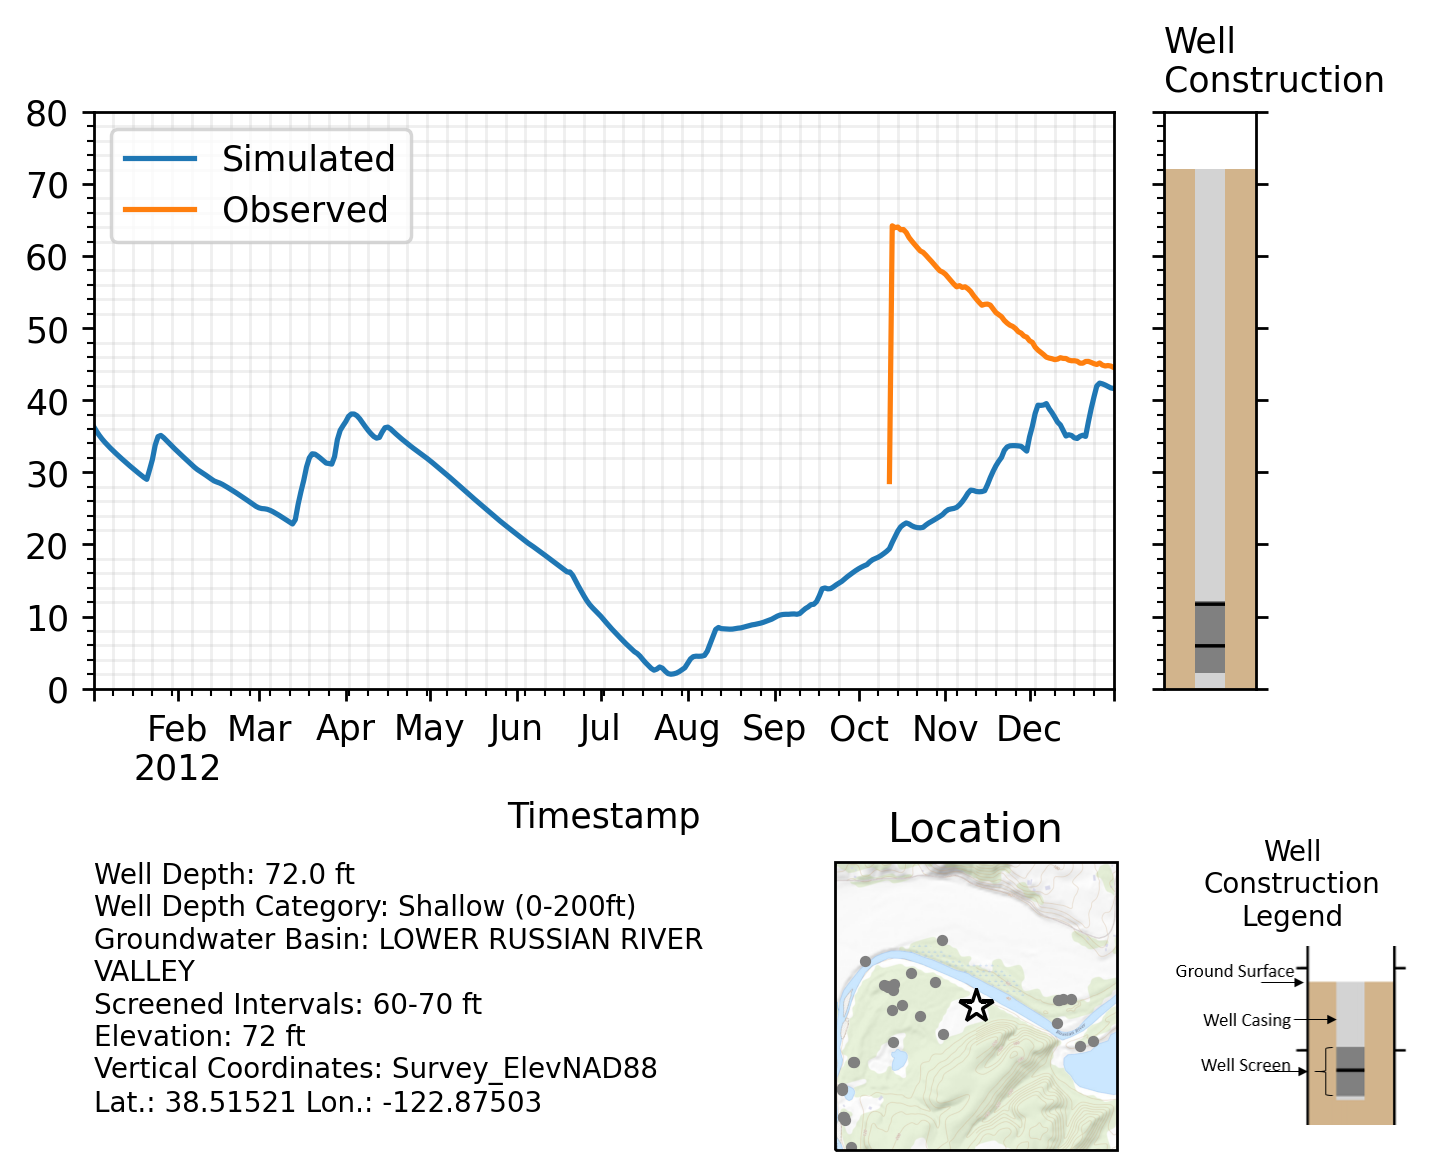 Well
Construction
80
70
60
50
40
30
20
10
0
Simulated
Observed
Feb Mar Apr May Jun Jul Aug Sep Oct Nov Dec
2012
Timestamp
Well Depth: 72.0 ft
Well Depth Category: Shallow (0-200ft)
Groundwater Basin: LOWER RUSSIAN RIVER
VALLEY
Screened Intervals: 60-70 ft
Elevation: 72 ft
Vertical Coordinates: Survey_ElevNAD88
Lat.: 38.51521 Lon.: -122.87503
Location
Well
Construction
Legend
Ground Surface
Well Casing
Well Screen